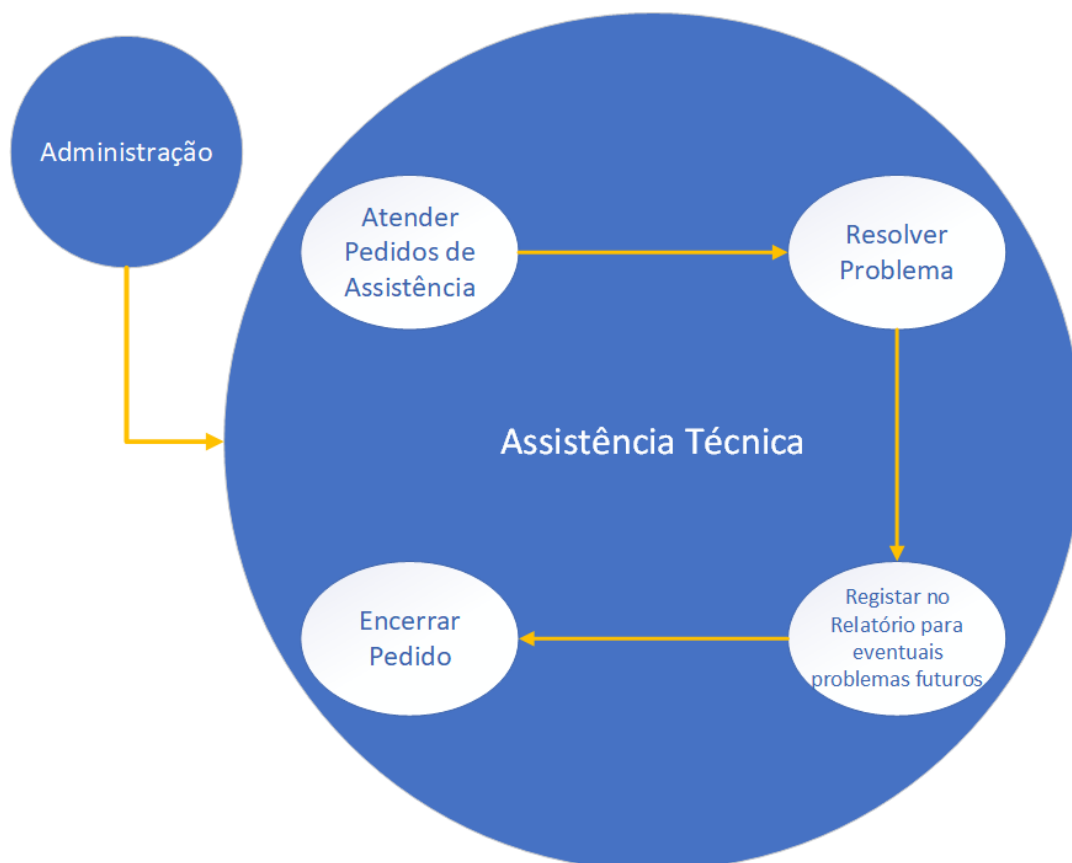 Administração
Atender
Pedidos de
Assistência
Resolver
Problema
Assistência Técnica
Encerrar
Pedido
Registar no
Relatório para
eventuais
problemas futuros